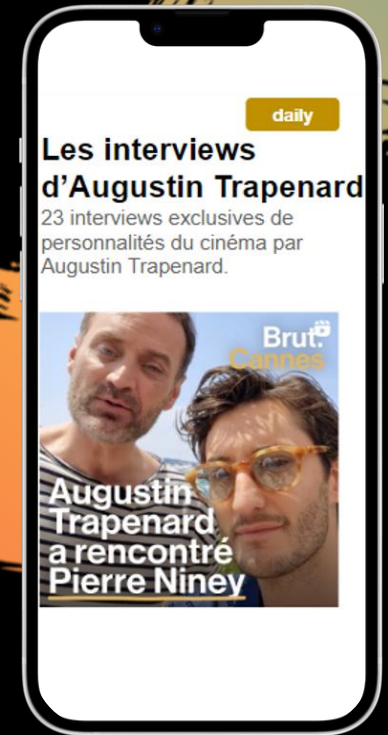 daily
Les interviews
d’Augustin Trapenard
23 interviews exclusives de
personnalités du cinéma par
Augustin Trapenard.
Brut.
Cannes
Augustin
Trapenard
a rencontré
Pierre Niney